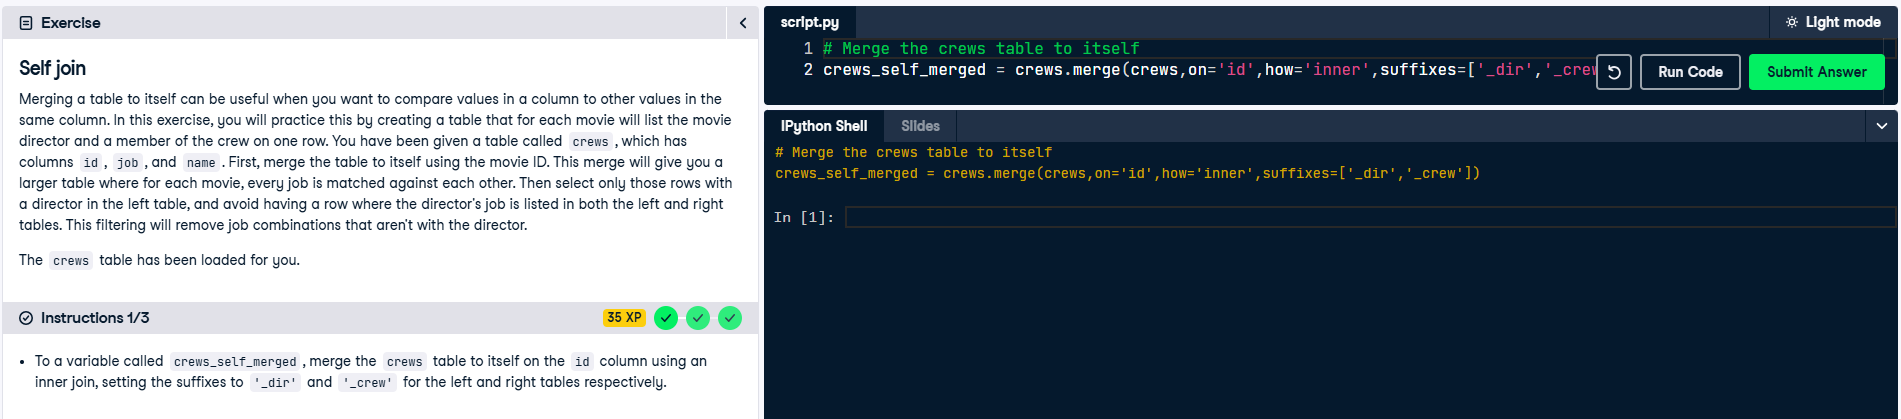 Exercise
Self join
Merging a table to itself can be useful when you want to compare values in a column to other values in the
same column. In this exercise, you will practice this by creating a table that for each movie will list the movie
director and a member of the crew on one row. You have been given a table called crews, which has
columns id, job, and name. First, merge the table to itself using the movie ID. This merge will give you a
larger table where for each movie, every job is matched against each other. Then select only those rows with
a director in the left table, and avoid having a row where the director's job is listed in both the left and right
tables. This filtering will remove job combinations that aren't with the director.
The crews table has been loaded for you.
Instructions 1/3
35 XP
• To a variable called crews_self_merged, merge the crews table to itself on the id column using an
inner join, setting the suffixes to '_dir' and '_crew' for the left and right tables respectively.
script.py
Light mode
1 # Merge the crews table to itself
2 crews_self_merged = crews.merge(crews,on='id',how='inner',suffixes=['_dir','_crew
Run Code
Submit Answer
IPython Shell
Slides
# Merge the crews table to itself
crews_self_merged = crews.merge(crews,on='id',how='inner',suffixes=['_dir','_crew'])
In [1]: